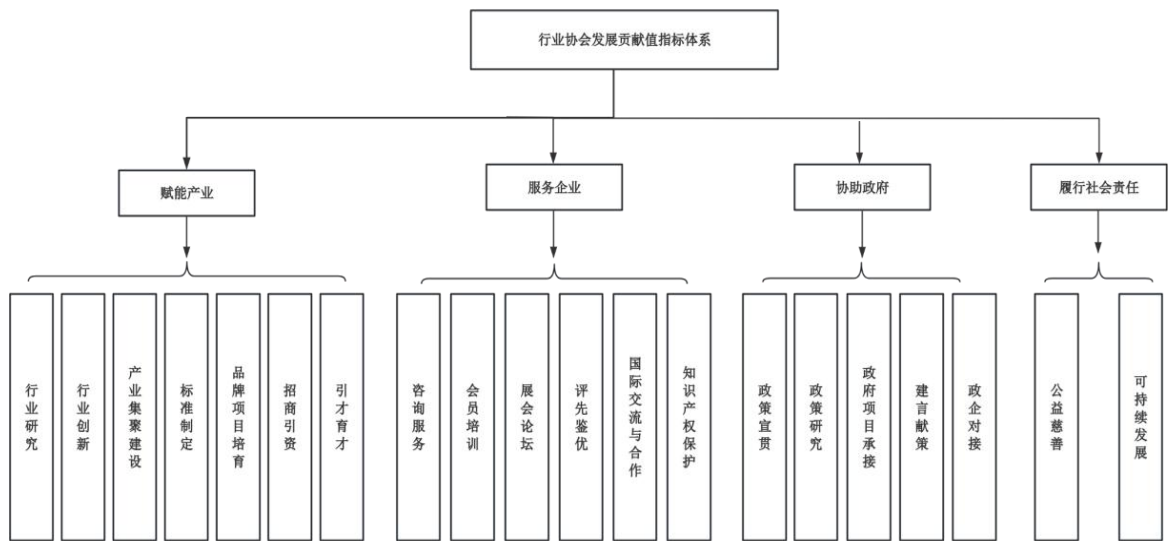 行业协会发展贡献值指标体系
赋能产业
服务企业
协助政府
履行社会责任
行业研究
行业创新
产业集聚建设
标准制定
品牌项目培育
招商引资
引才育才
咨询服务
会员培训
展会论坛
评先鉴优
国际交流与合作
知识产权保护
政策宣贯
政策研究
政府项目承接
建言献策
政企对接
公益慈善
可持续发展